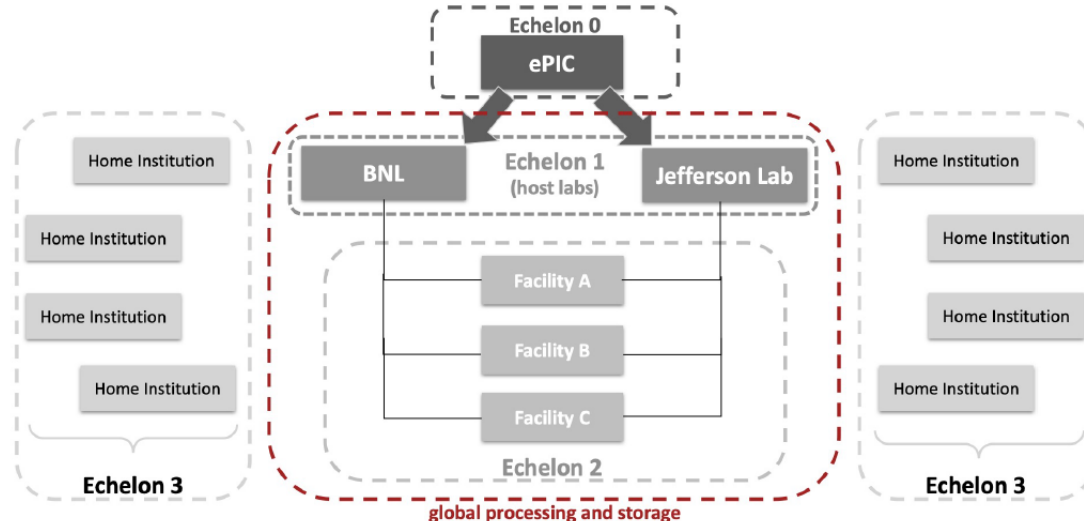 Echelon 0
ePIC
BNL
Echelon 1
(host labs)
Jefferson Lab
Home Institution
Home Institution
Home Institution
Home Institution
Echelon 3
Facility A
Facility B
Facility C
Echelon 2
global processing and storage
Home Institution
Home Institution
Home Institution
Home Institution
Echelon 3